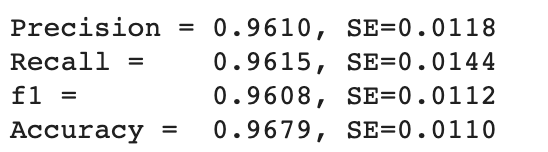 Precision = 0.9610, SE=0.0118
Recall =    0.9615, SE=0.0144
f1 =        0.9608, SE=0.0112
Accuracy =  0.9679, SE=0.0110